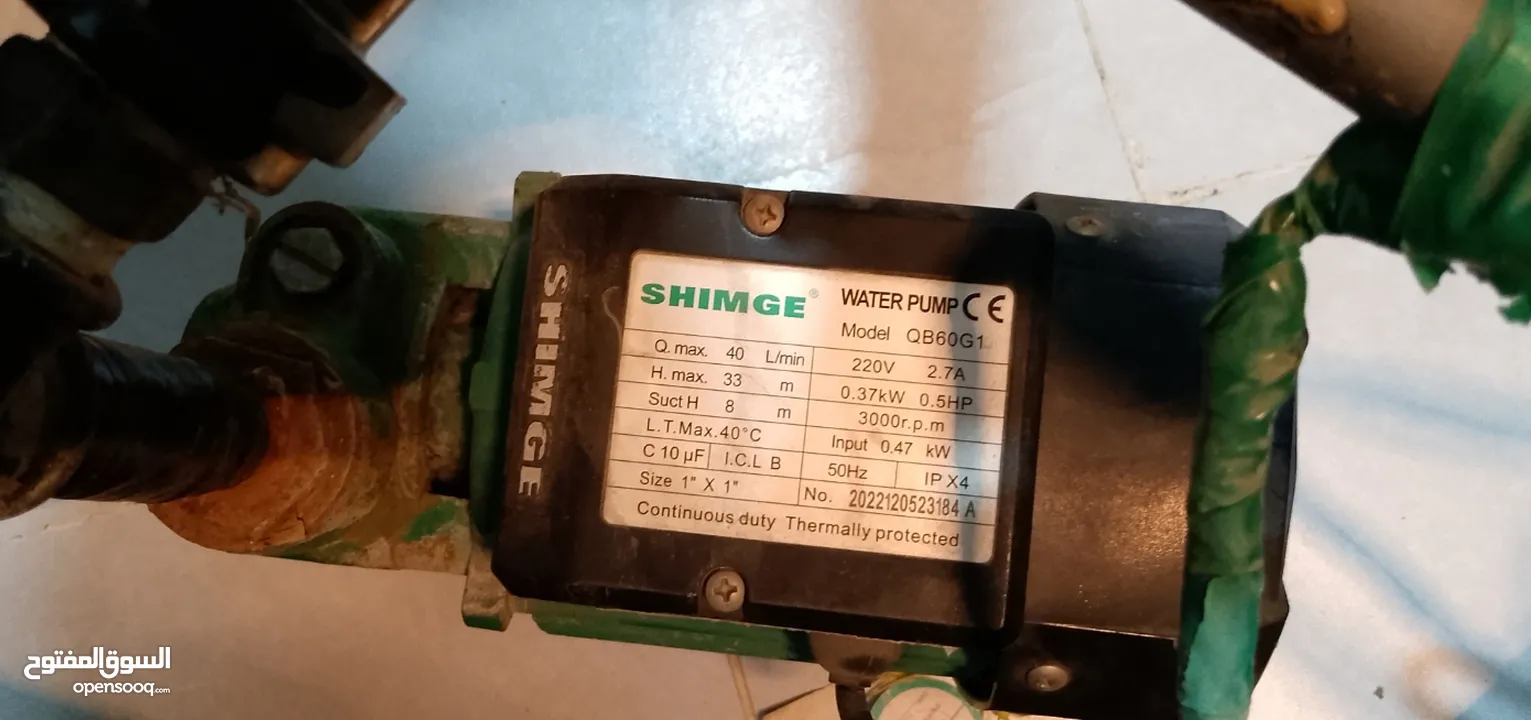 SHIMGE
SHIMGE® WATER PUMP CE
Model QB60G1
Q. max. 40 L/min
220V 2.7A
H. max. 33 m
0.37kW 0.5HP
Suct H 8 m
3000r.p.m
L.T.Max.40°C
Input 0.47 kW
C 10 µF I.C.L B
50Hz IP X4
Size 1" X 1"
No. 2022120523184 A
Continuous duty Thermally protected
السوق المفتوح
opensooq.com